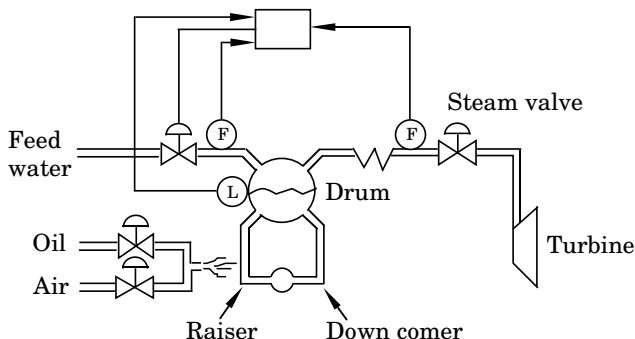 F
F
Steam valve
Feed
water
L
Drum
Oil
Air
Turbine
Raiser
Down comer